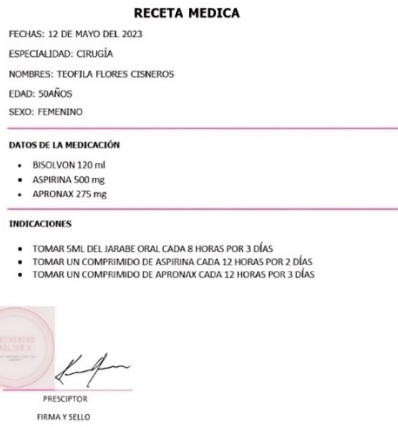 RECETA MEDICA
FECHAS: 12 DE MAYO DEL 2023
ESPECIALIDAD: CIRUGÍA
NOMBRES: TEOFILA FLORES CISNEROS
EDAD: 50AÑOS
SEXO: FEMENINO
DATOS DE LA MEDICACIÓN
• BISOLVON 120 ml
• ASPIRINA 500 mg
• APRONAX 275 mg
INDICACIONES
• TOMAR 5ML DEL JARABE ORAL CADA 8 HORAS POR 3 DÍAS
• TOMAR UN COMPRIMIDO DE ASPIRINA CADA 12 HORAS POR 2 DÍAS
• TOMAR UN COMPRIMIDO DE APRONAX CADA 12 HORAS POR 3 DÍAS
PRESCIPTOR
FIRMA Y SELLO